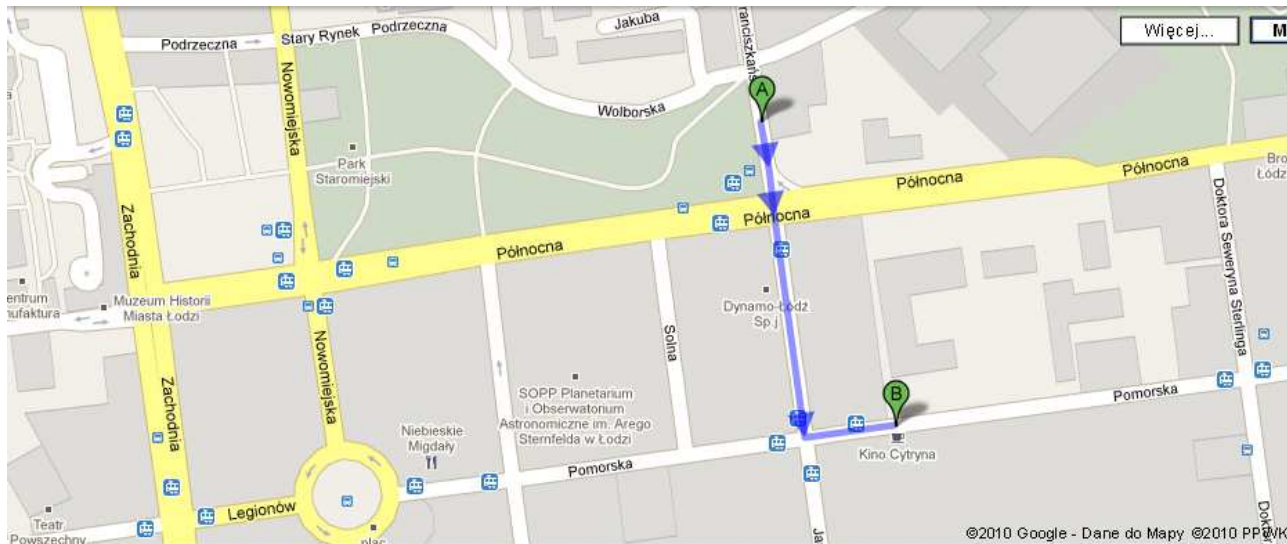 Podrzeczna
Stary Rynek
Podrzeczna
Jakuba
Więcej...
M
Nowomiejska
Wolborska
A
Park
Staromiejski
Zachodnia
Północna
Północna
Północna
Północna
Doktora Seweryna Sterlinga
Muzeum Historii
Miasta Łodzi
Dynamo-Łódź
Sp.j
Solna
Nowomiejska
Zachodnia
SOPP Planetarium
i Obserwatorium
Astronomiczne im. Arego
Sternfelda w Łodzi
B
Pomorska
Niebieskie
Migdały
Kino Cytryna
Pomorska
Legionów
Teatr
Powszechny
plac
©2010 Google - Dane do Mapy ©2010 PPWK